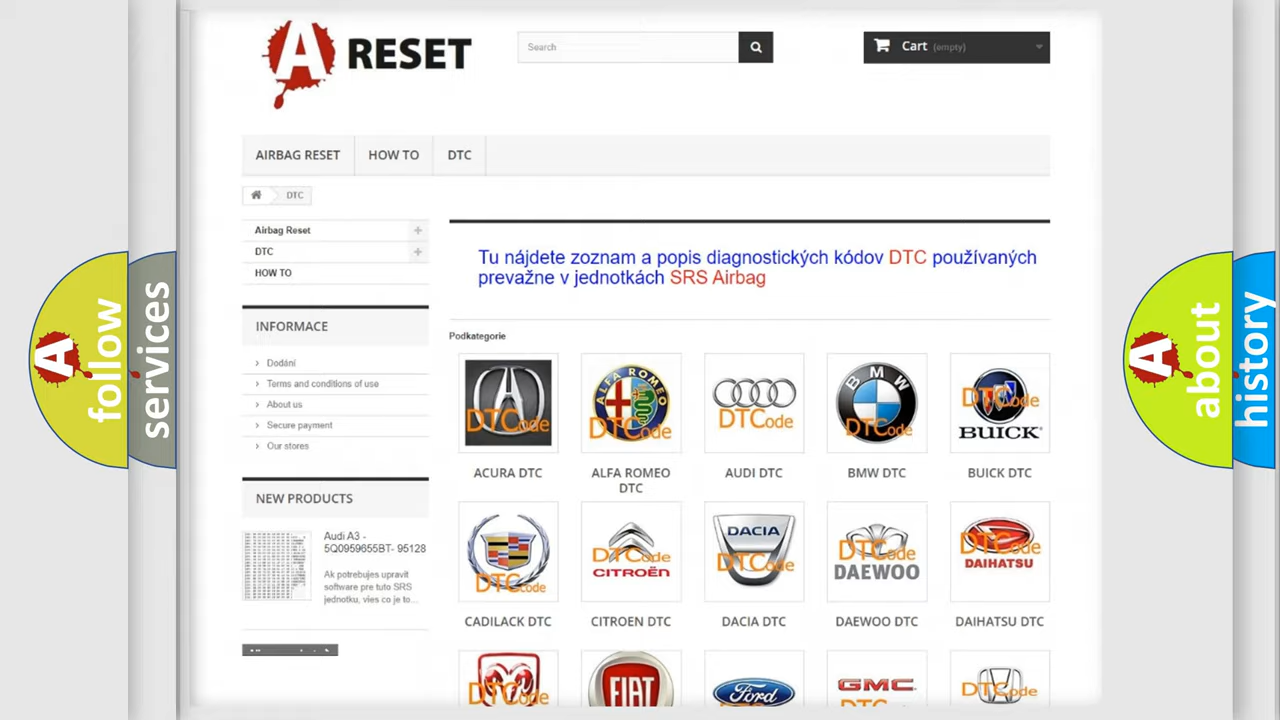 A RESET
Search
Cart (empty)
AIRBAG RESET
HOW TO
DTC
DTC
Airbag Reset
DTC
HOW TO
INFORMACE
Dodání
Terms and conditions of use
About us
Secure payment
Our stores
NEW PRODUCTS
Audi A3 -
5Q0959655BT- 95128
Ak potrebujes upravit
software pre tuto SRS
jednotku, vies co je to...
Tu nájdete zoznam a popis diagnostických kódov DTC používaných
prevažne v jednotkách SRS Airbag
Podkategorie
DTCode
ALFA ROMEO
DTCode
DTCode
BMW
DTCode
DTCode
BUICK
ACURA DTC
ALFA ROMEO
DTC
AUDI DTC
BMW DTC
BUICK DTC
DTCode
DTCode
CITROËN
DACIA
DTCode
DTCode
DAEWOO
DTCode
DAIHATSU
CADILACK DTC
CITROEN DTC
DACIA DTC
DAEWOO DTC
DAIHATSU DTC
DTCode
FIAT
Ford
DTCode
GMC
DTCode
A follow
services
A about
history